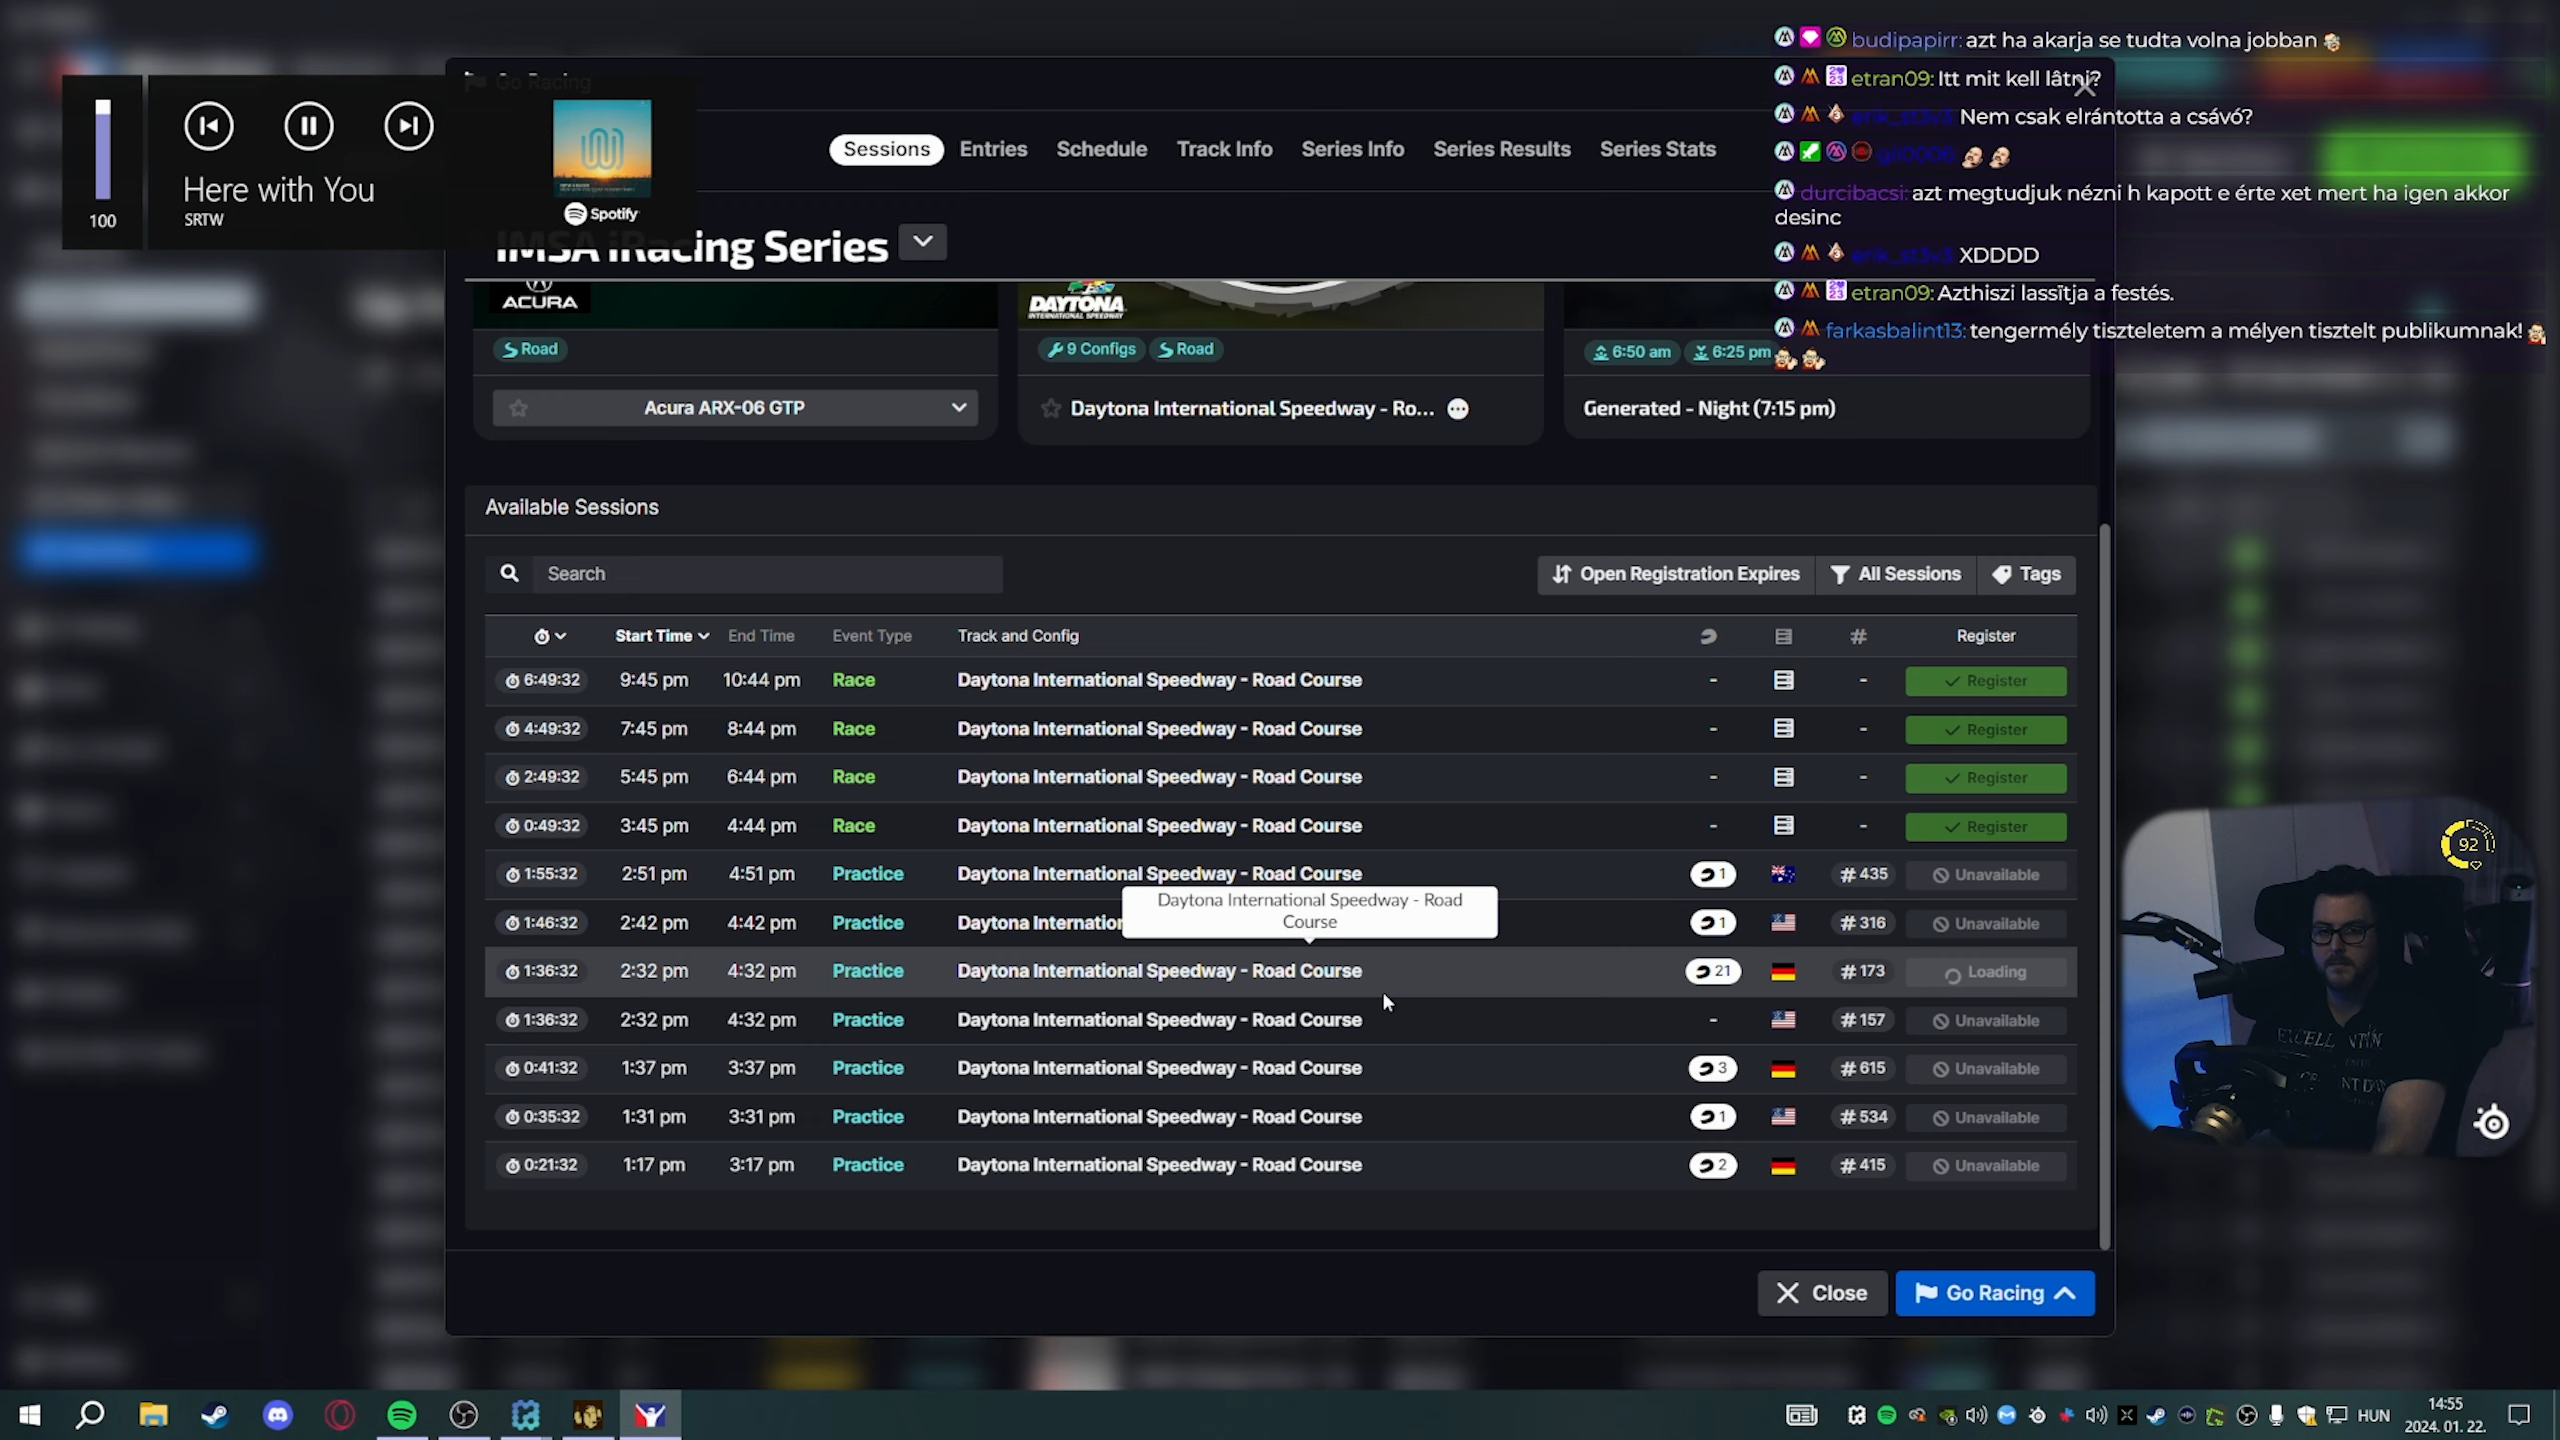 Go Racing
100
Here with You
SRTW
Spotify
Sessions
Entries
Schedule
Track Info
Series Info
Series Results
Series Stats
IMSA iRacing Series
budipapirr: azt ha akarja se tudta volna jobban
etran09: Itt mit kell lâtni?
erik_st3v3: Nem csak elrántotta a csávó?
gii0006:
durcibacsi: azt megtudjuk nézni h kapott e érte xet mert ha igen akkor
desinc
erik_st3v3: XDDDD
etran09: Azthiszi lassïtja a festés.
farkasbalint13: tengermély tiszteletem a mélyen tisztelt publikumnak!
ACURA
DAYTONA
INTERNATIONAL SPEEDWAY
Road
9 Configs
Road
6:50 am
6:25 pm
Acura ARX-06 GTP
Daytona International Speedway - Ro...
Generated - Night (7:15 pm)
Available Sessions
Search
Open Registration Expires
All Sessions
Tags
Start Time End Time Event Type Track and Config # Register
6:49:32 9:45 pm 10:44 pm Race Daytona International Speedway - Road Course - - Register
4:49:32 7:45 pm 8:44 pm Race Daytona International Speedway - Road Course - - Register
2:49:32 5:45 pm 6:44 pm Race Daytona International Speedway - Road Course - - Register
0:49:32 3:45 pm 4:44 pm Race Daytona International Speedway - Road Course - - Register
1:55:32 2:51 pm 4:51 pm Practice Daytona International Speedway - Road Course 1 #435 Unavailable
Daytona International Speedway - Road
Course
1:46:32 2:42 pm 4:42 pm Practice Daytona Internation 1 #316 Unavailable
1:36:32 2:32 pm 4:32 pm Practice Daytona International Speedway - Road Course 21 #173 Loading
1:36:32 2:32 pm 4:32 pm Practice Daytona International Speedway - Road Course - #157 Unavailable
0:41:32 1:37 pm 3:37 pm Practice Daytona International Speedway - Road Course 3 #615 Unavailable
0:35:32 1:31 pm 3:31 pm Practice Daytona International Speedway - Road Course 1 #534 Unavailable
0:21:32 1:17 pm 3:17 pm Practice Daytona International Speedway - Road Course 2 #415 Unavailable
92
Close
Go Racing
HUN
14:55
2024. 01. 22.